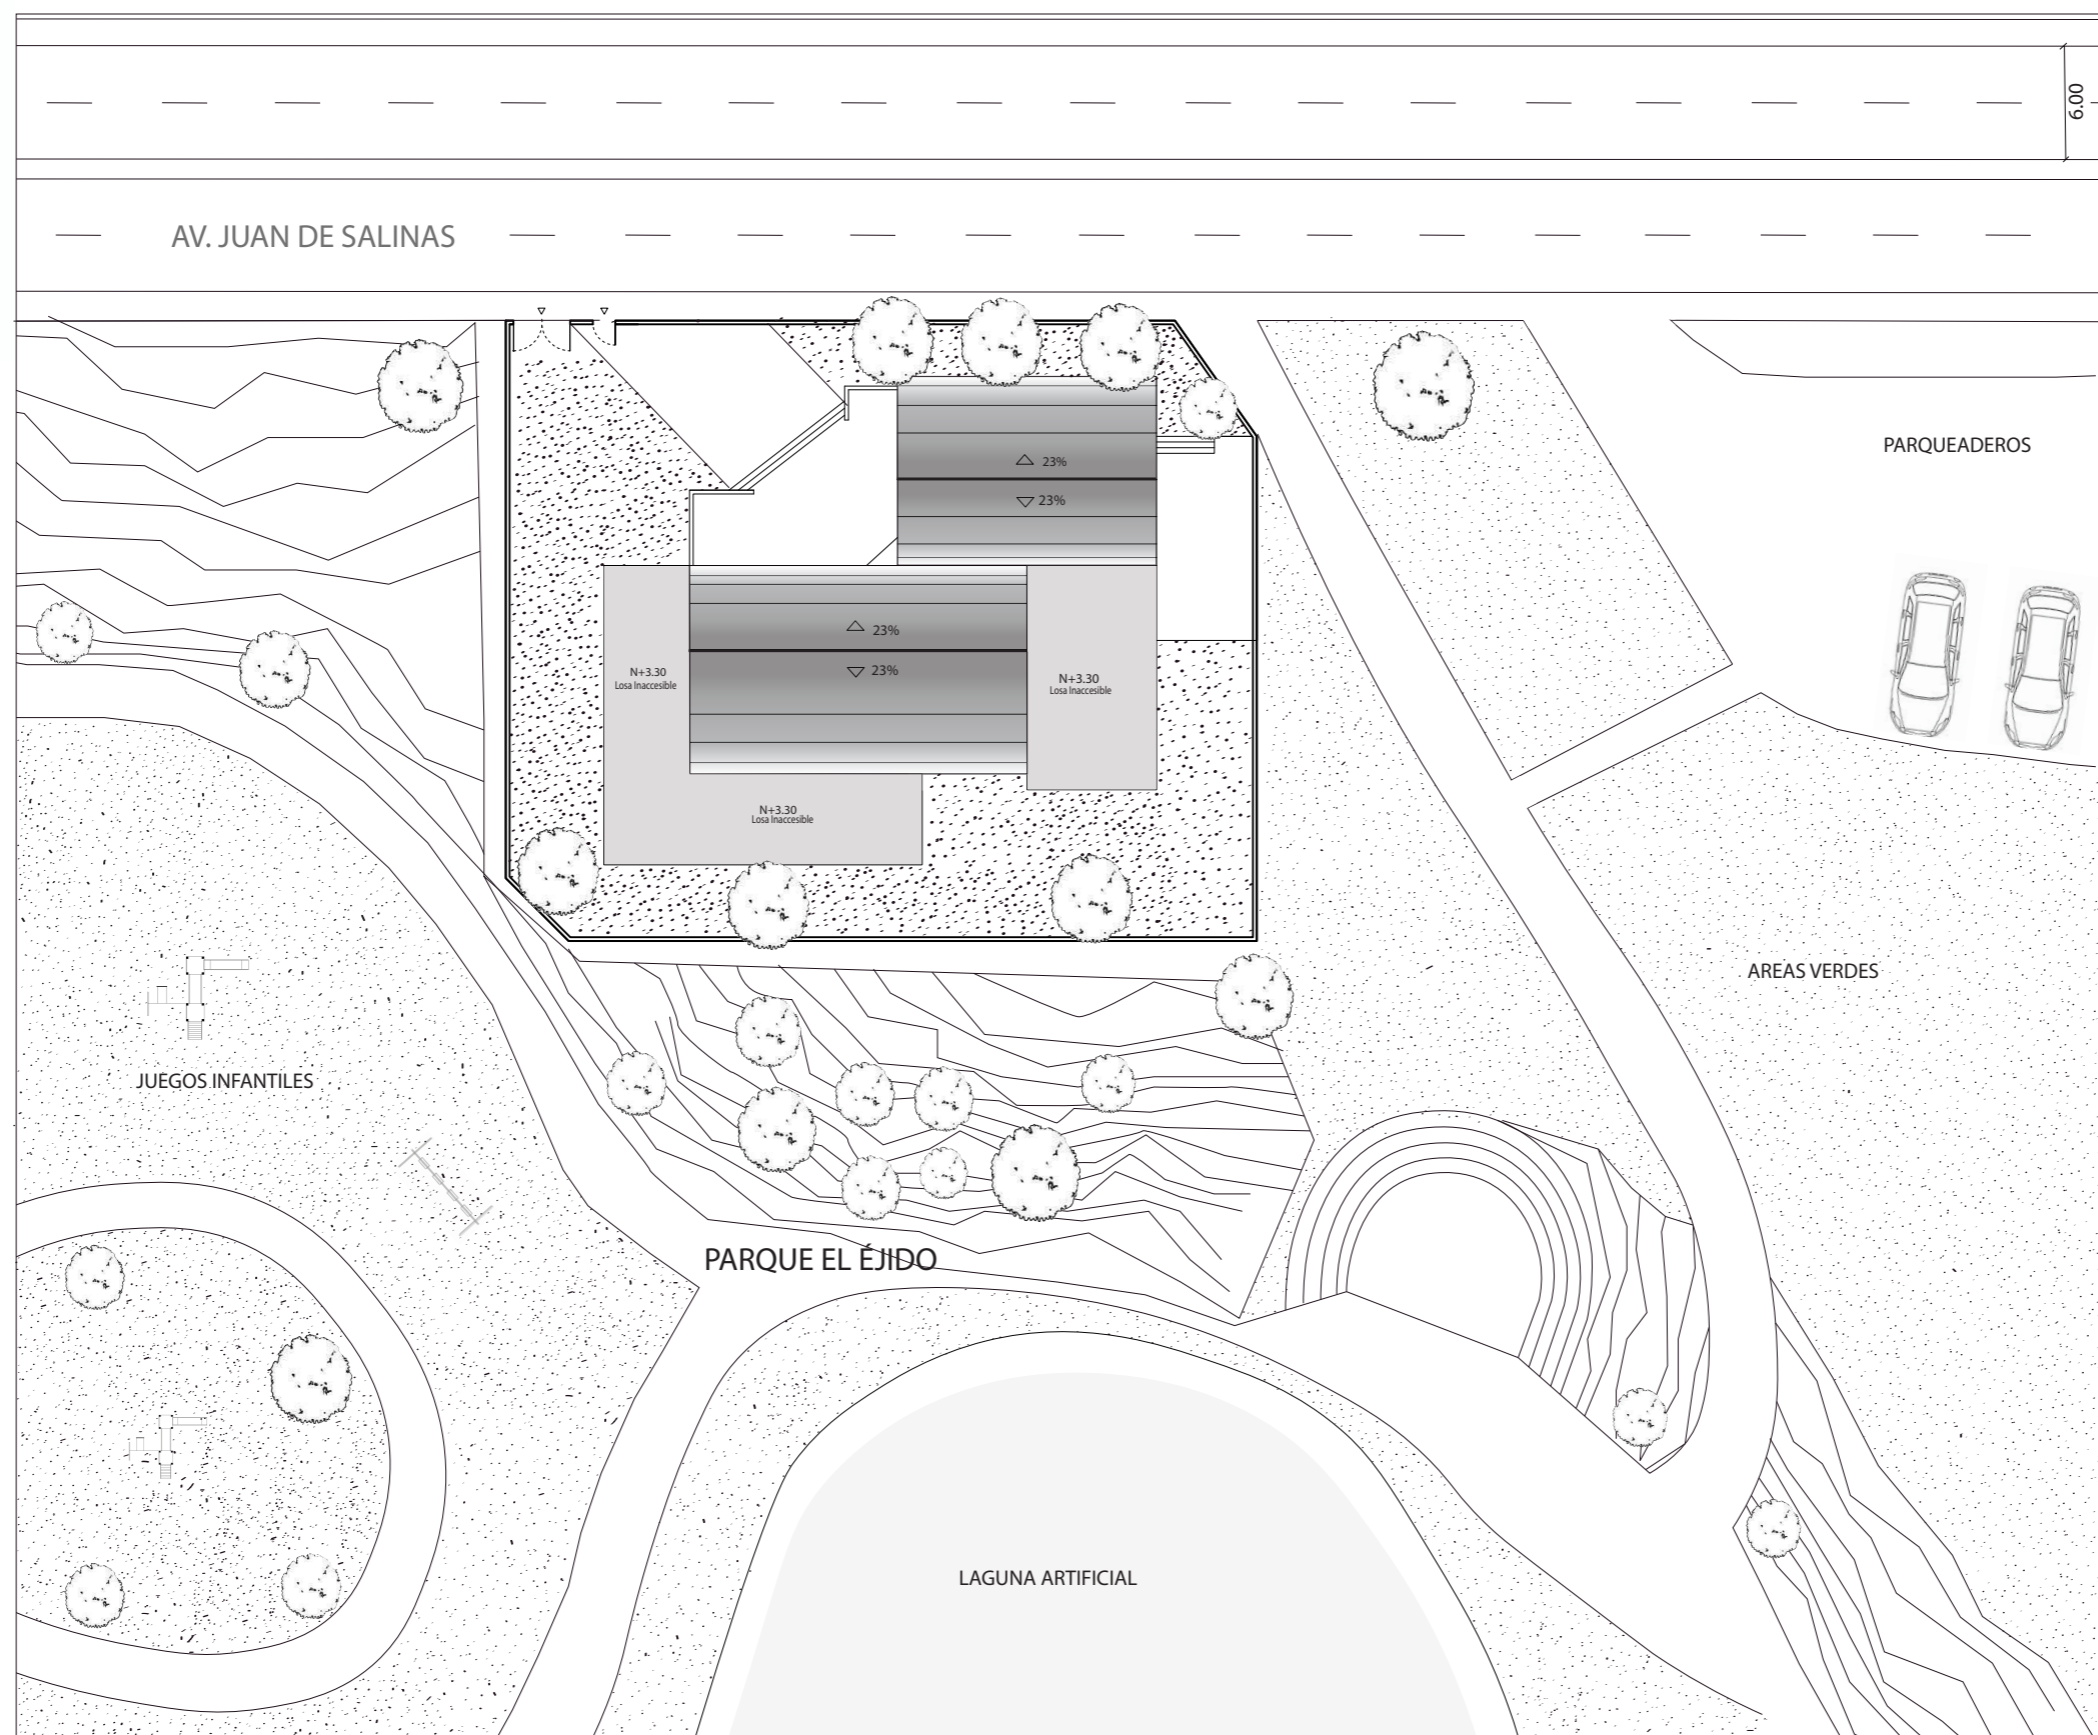 6.00
AV. JUAN DE SALINAS
PARQUEADEROS
23%
23%
23%
23%
N+3.30
Losa Inaccesible
N+3.30
Losa Inaccesible
N+3.30
Losa Inaccesible
AREAS VERDES
JUEGOS INFANTILES
PARQUE EL ÉJIDO
LAGUNA ARTIFICIAL